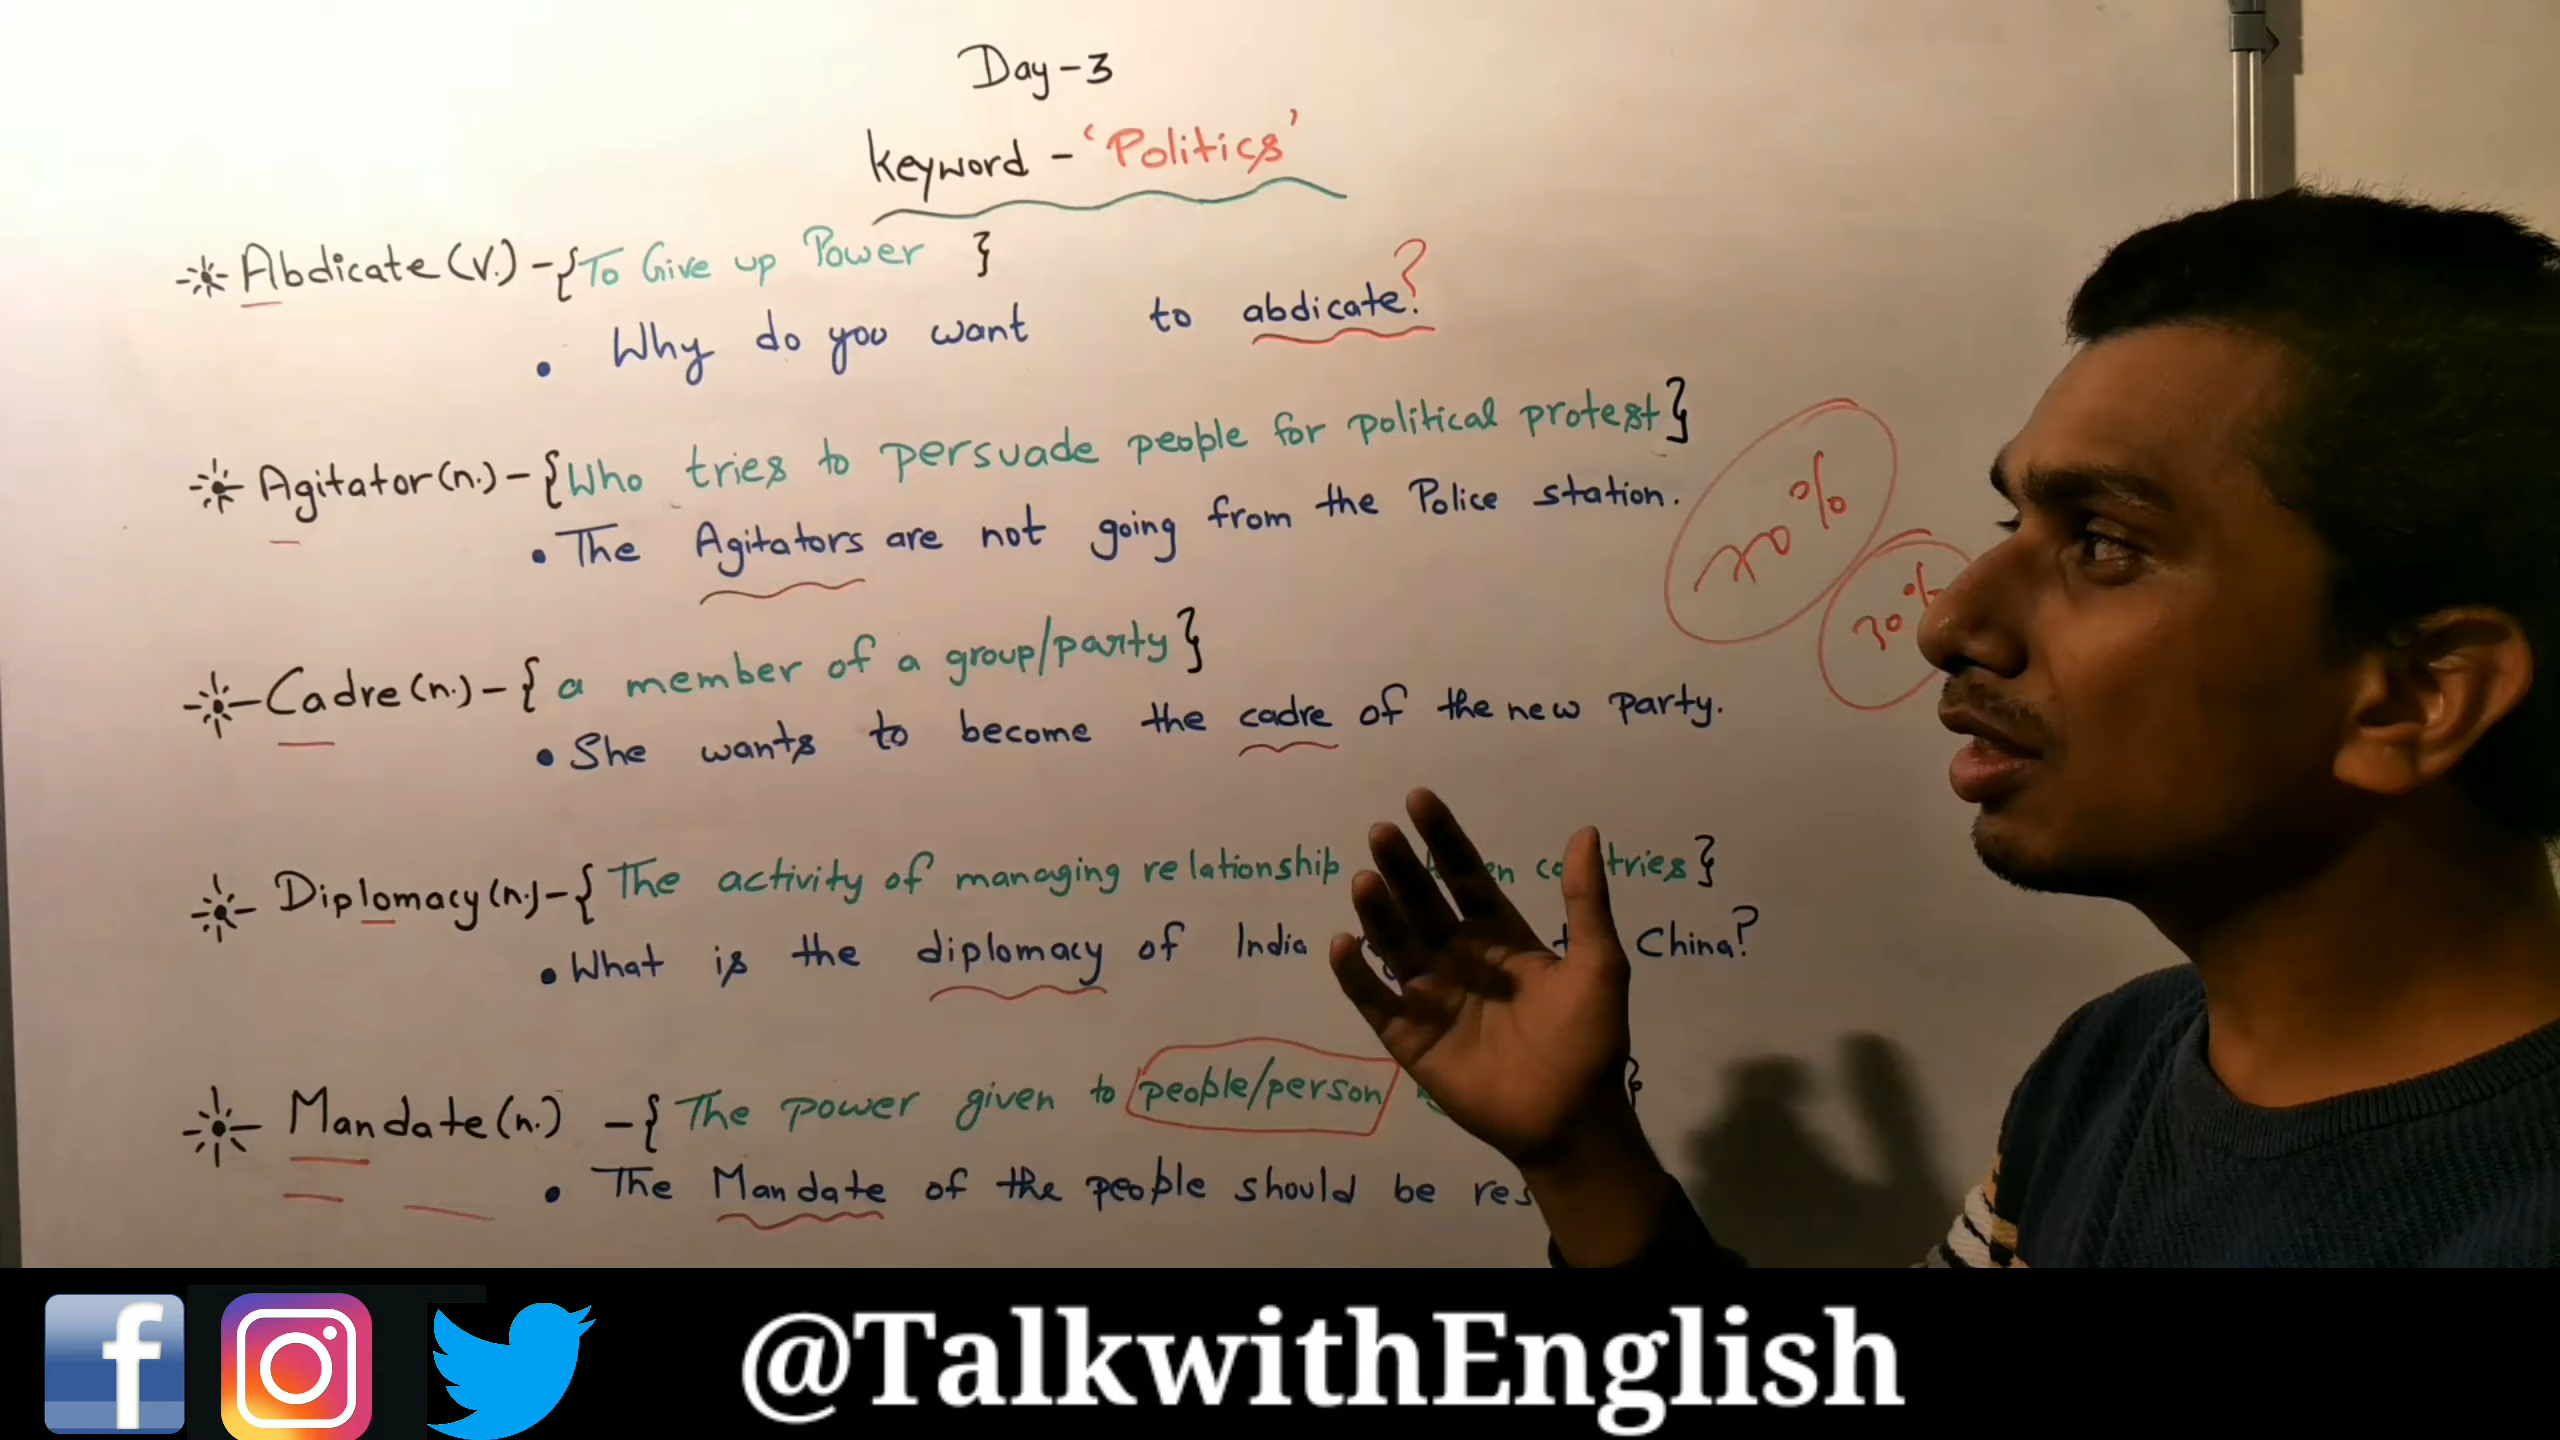 Day-3
Keyword - 'Politics'
Abdicate (V.) - {To Give up Power }
• Why do you want to abdicate?
Agitator (n.) - {Who tries to persuade people for political protest}
• The Agitators are not going from the Police station.
70%
30%
Cadre (n.) - { a member of a group/party}
• She wants to become the cadre of the new party.
Diplomacy (n.) - { The activity of managing relationship countries}
• What is the diplomacy of India China?
Mandate (n.) - { The power given to people/person }
• The Mandate of the people should be
f
@TalkwithEnglish